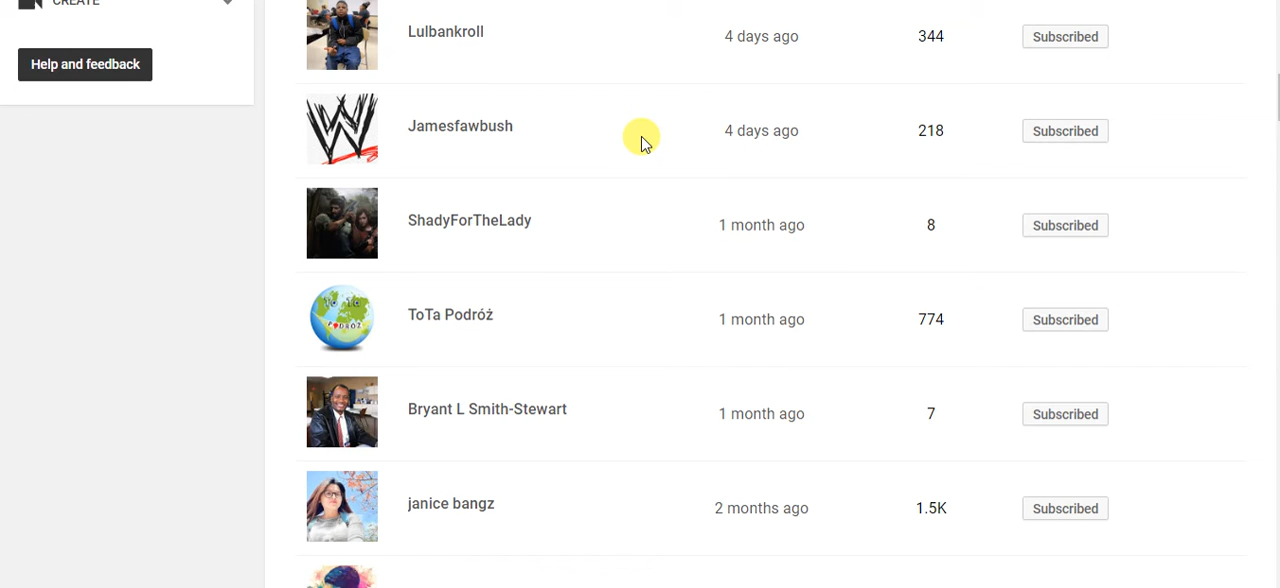 CREATE
Help and feedback
Lulbankroll 4 days ago 344 Subscribed
Jamesfawbush 4 days ago 218 Subscribed
ShadyForTheLady 1 month ago 8 Subscribed
ToTa Podróż 1 month ago 774 Subscribed
Bryant L Smith-Stewart 1 month ago 7 Subscribed
janice bangz 2 months ago 1.5K Subscribed